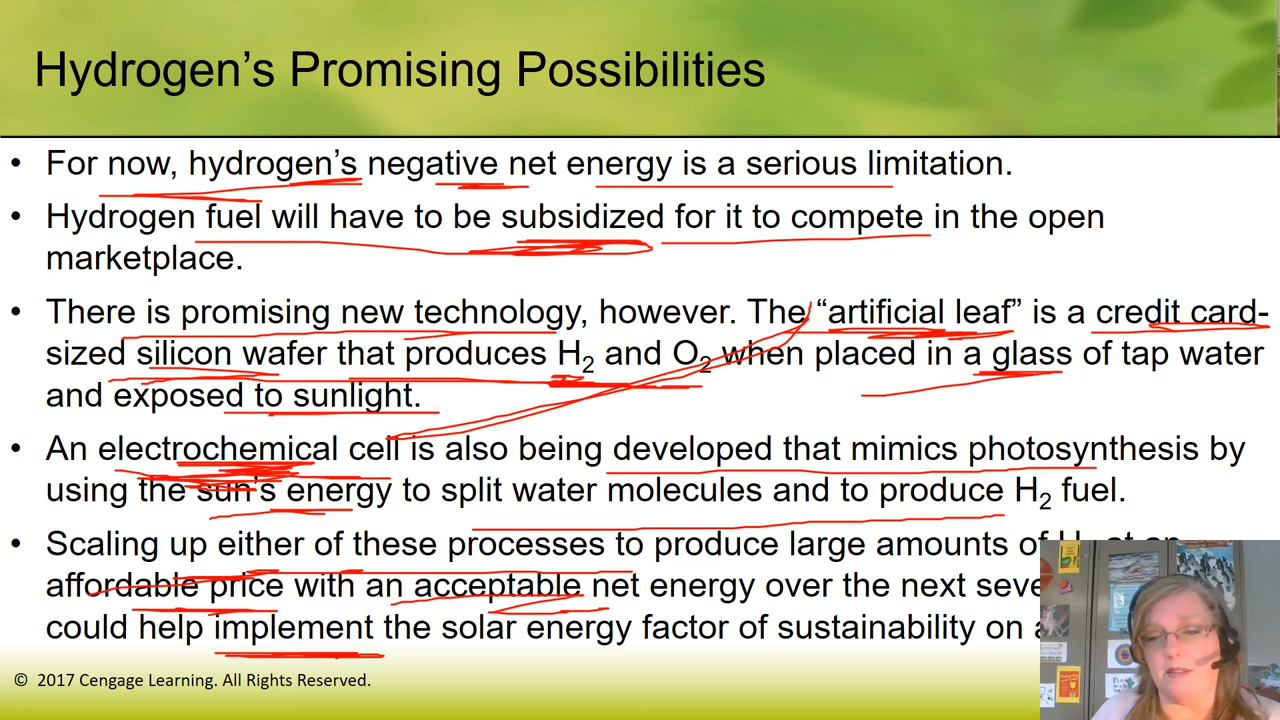 Hydrogen's Promising Possibilities
• For now, hydrogen's negative net energy is a serious limitation.
• Hydrogen fuel will have to be subsidized for it to compete in the open
marketplace.
• There is promising new technology, however. The “artificial leaf” is a credit card-
sized silicon wafer that produces H₂ and O₂ when placed in a glass of tap water
and exposed to sunlight.
• An electrochemical cell is also being developed that mimics photosynthesis by
using the sun's energy to split water molecules and to produce H₂ fuel.
• Scaling up either of these processes to produce large amounts of
affordable price with an acceptable net energy over the next
could help implement the solar energy factor of sustainability on
© 2017 Cengage Learning. All Rights Reserved.